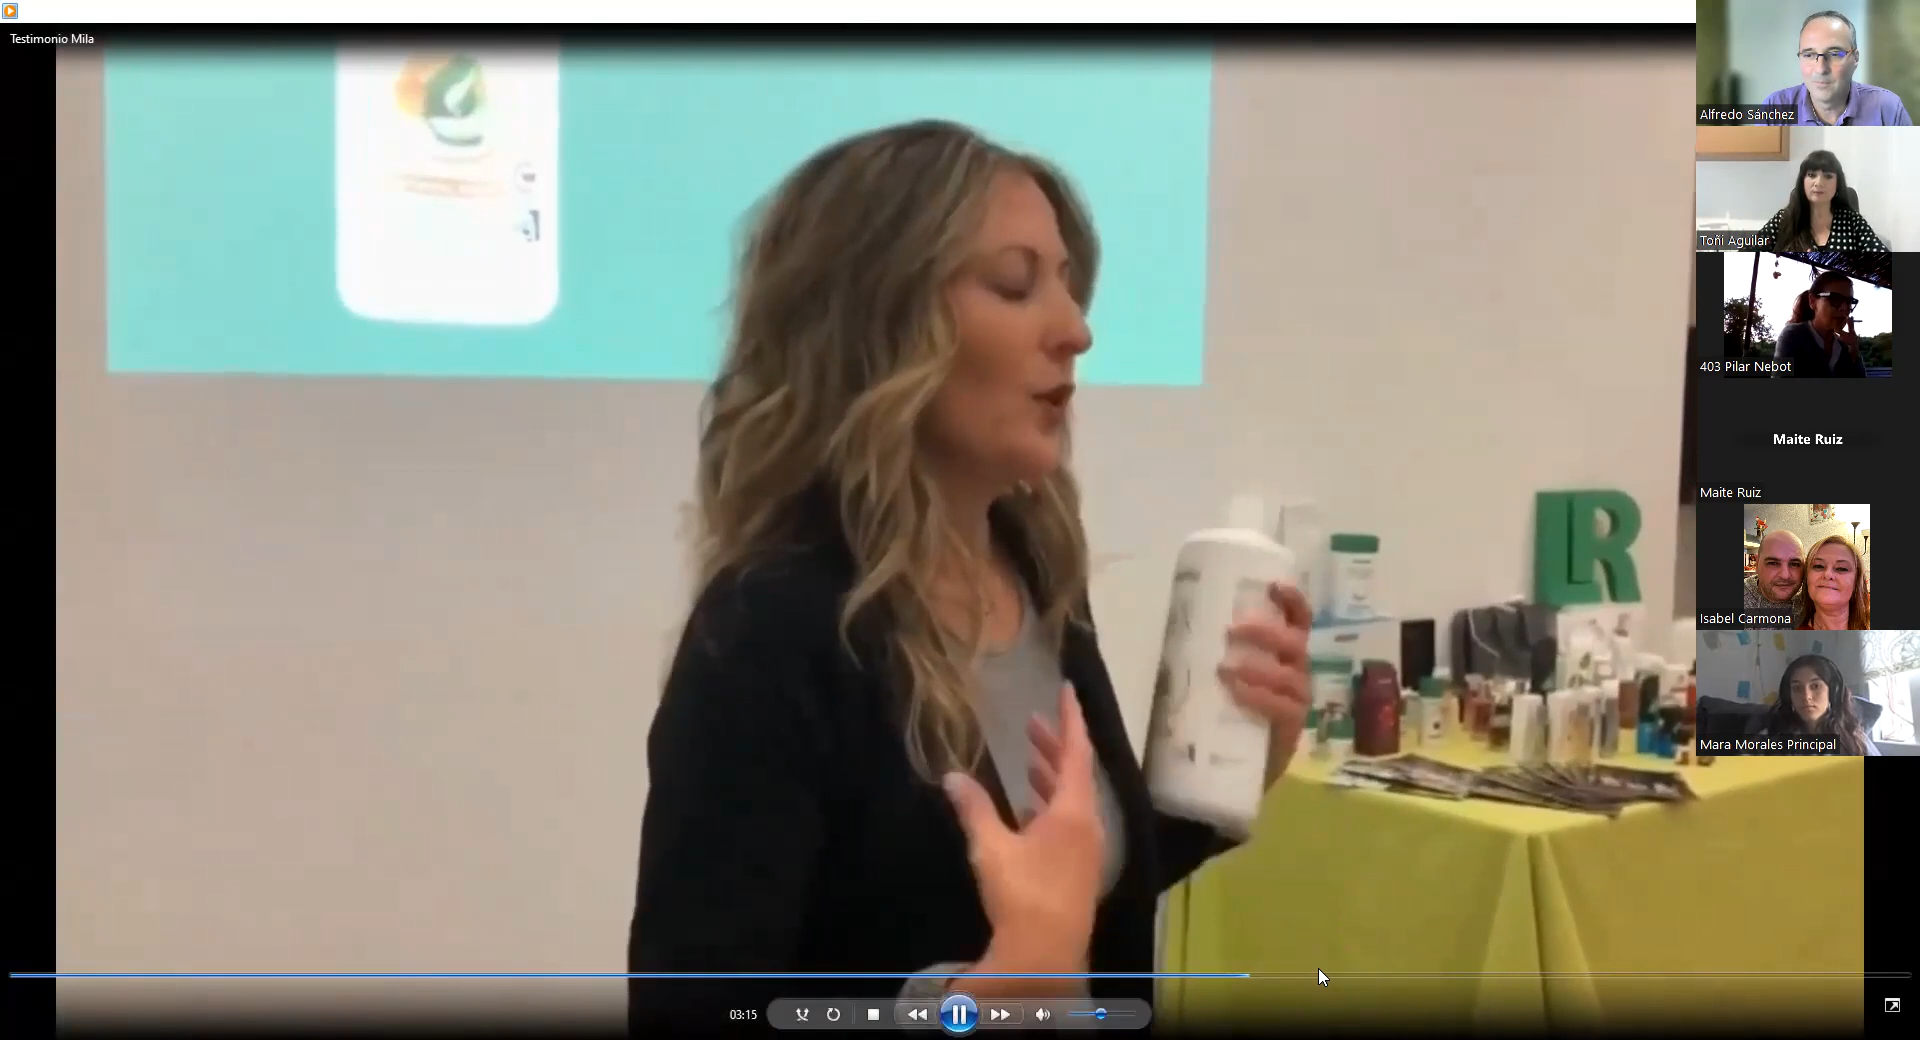 Testimonio Mila
Alfredo Sánchez
Toñi Aguilar
403 Pilar Nebot
Maite Ruiz
Maite Ruiz
Isabel Carmona
Mara Morales Principal
LR
03:15